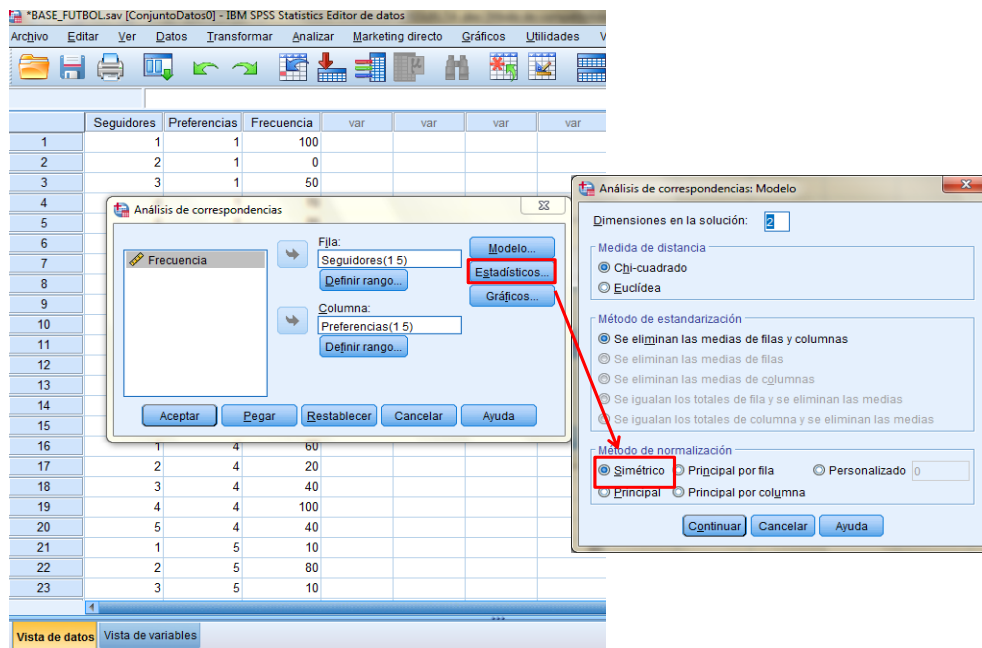 *BASE_FUTBOL.sav [ConjuntoDatos0] - IBM SPSS Statistics Editor de datos
Archivo Editar Ver Datos Transformar Analizar Marketing directo Gráficos Utilidades V
Seguidores Preferencias Frecuencia var var var var
1 1 1 100
2 2 1 0
3 3 1 50
4
5
6
7
8
9
10
11
12
13
14
15
16 1 4 60
17 2 4 20
18 3 4 40
19 4 4 100
20 5 4 40
21 1 5 10
22 2 5 80
23 3 5 10
Vista de datos Vista de variables
Análisis de correspondencias
Frecuencia
Fila:
Seguidores(1 5)
Definir rango...
Columna:
Preferencias(1 5)
Definir rango...
Modelo...
Estadísticos...
Gráficos...
Aceptar Pegar Restablecer Cancelar Ayuda
Análisis de correspondencias: Modelo
Dimensiones en la solución: 2
Medida de distancia
Chi-cuadrado
Euclídea
Método de estandarización
Se eliminan las medias de filas y columnas
Se eliminan las medias de filas
Se eliminan las medias de columnas
Se igualan los totales de fila y se eliminan las medias
Se igualan los totales de columna y se eliminan las medias
Método de normalización
Simétrico Principal por fila Personalizado 0
Principal Principal por columna
Continuar Cancelar Ayuda